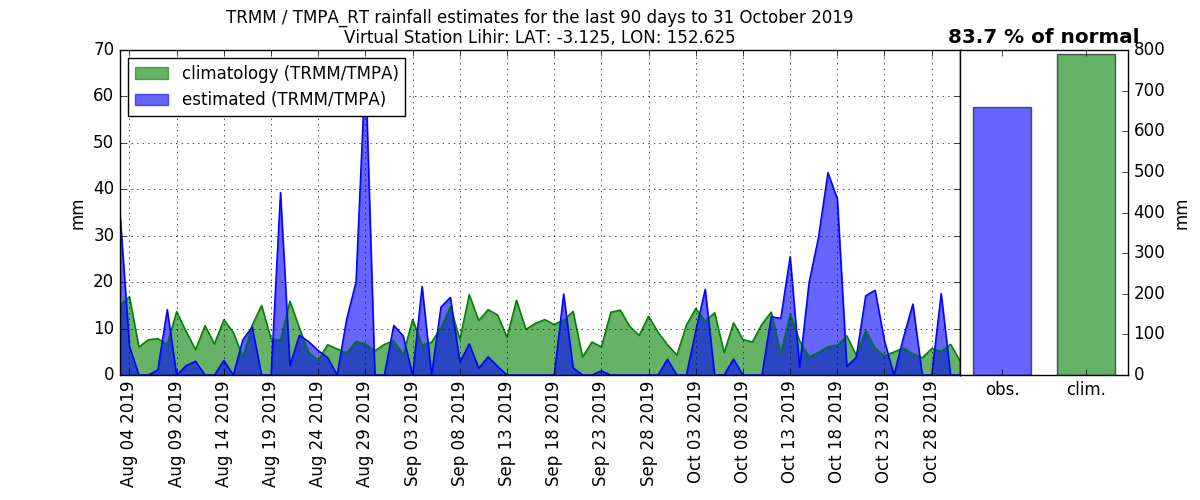 TRMM / TMPA_RT rainfall estimates for the last 90 days to 31 October 2019
Virtual Station Lihir: LAT: -3.125, LON: 152.625
83.7 % of normal
climatology (TRMM/TMPA)
estimated (TRMM/TMPA)
mm
70
60
50
40
30
20
10
0
Aug 04 2019
Aug 09 2019
Aug 14 2019
Aug 19 2019
Aug 24 2019
Aug 29 2019
Sep 03 2019
Sep 08 2019
Sep 13 2019
Sep 18 2019
Sep 23 2019
Sep 28 2019
Oct 03 2019
Oct 08 2019
Oct 13 2019
Oct 18 2019
Oct 23 2019
Oct 28 2019
obs.
clim.
800
700
600
500
400
300
200
100
0
mm